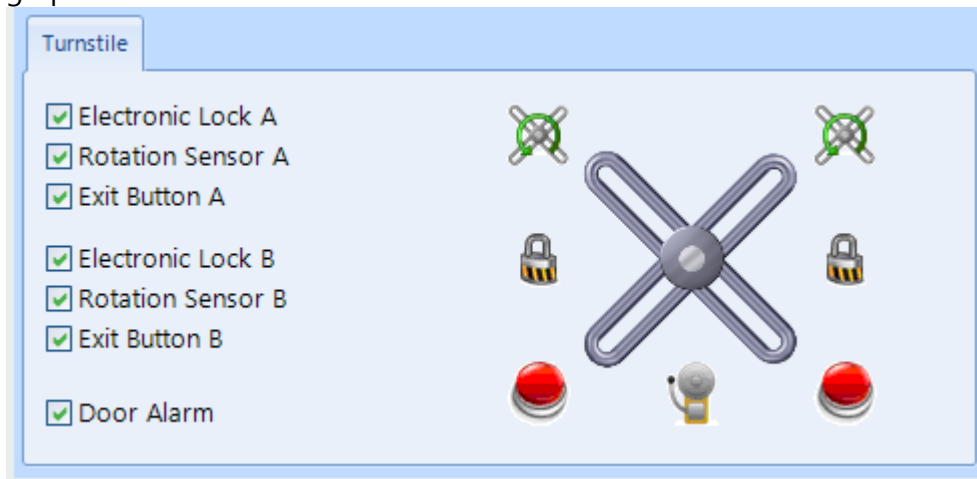 Turnstile
Electronic Lock A
Rotation Sensor A
Exit Button A
Electronic Lock B
Rotation Sensor B
Exit Button B
Door Alarm